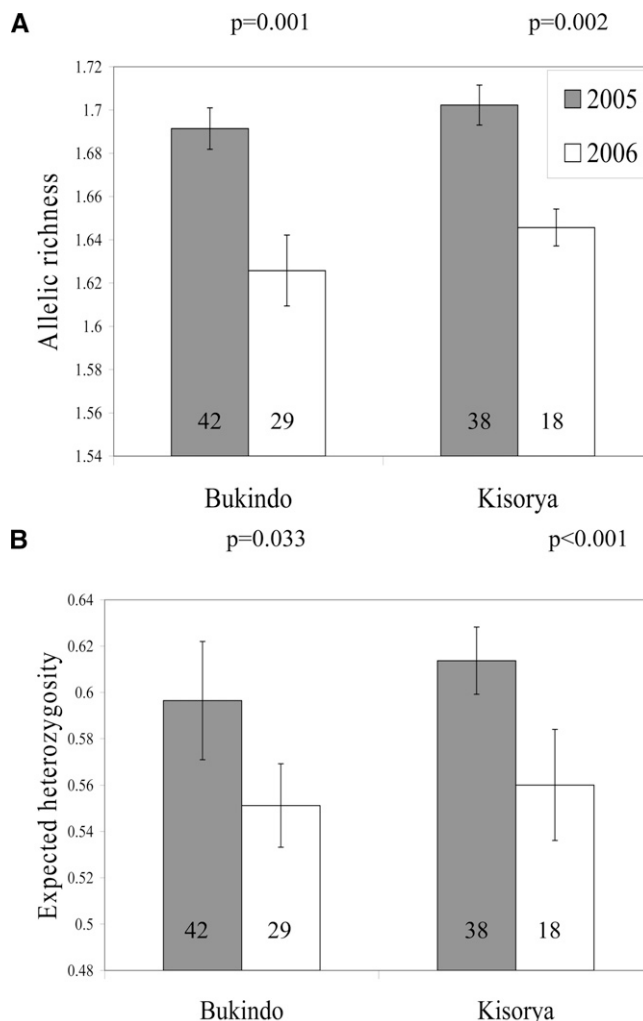 A
p=0.001 p=0.002
1.72
1.7
1.68
1.66
1.64
1.62
1.6
1.58
1.56
1.54
Allelic richness
2005
2006
42 29 38 18
Bukindo Kisorya
B
p=0.033 p<0.001
0.64
0.62
0.6
0.58
0.56
0.54
0.52
0.5
0.48
Expected heterozygosity
42 29 38 18
Bukindo Kisorya